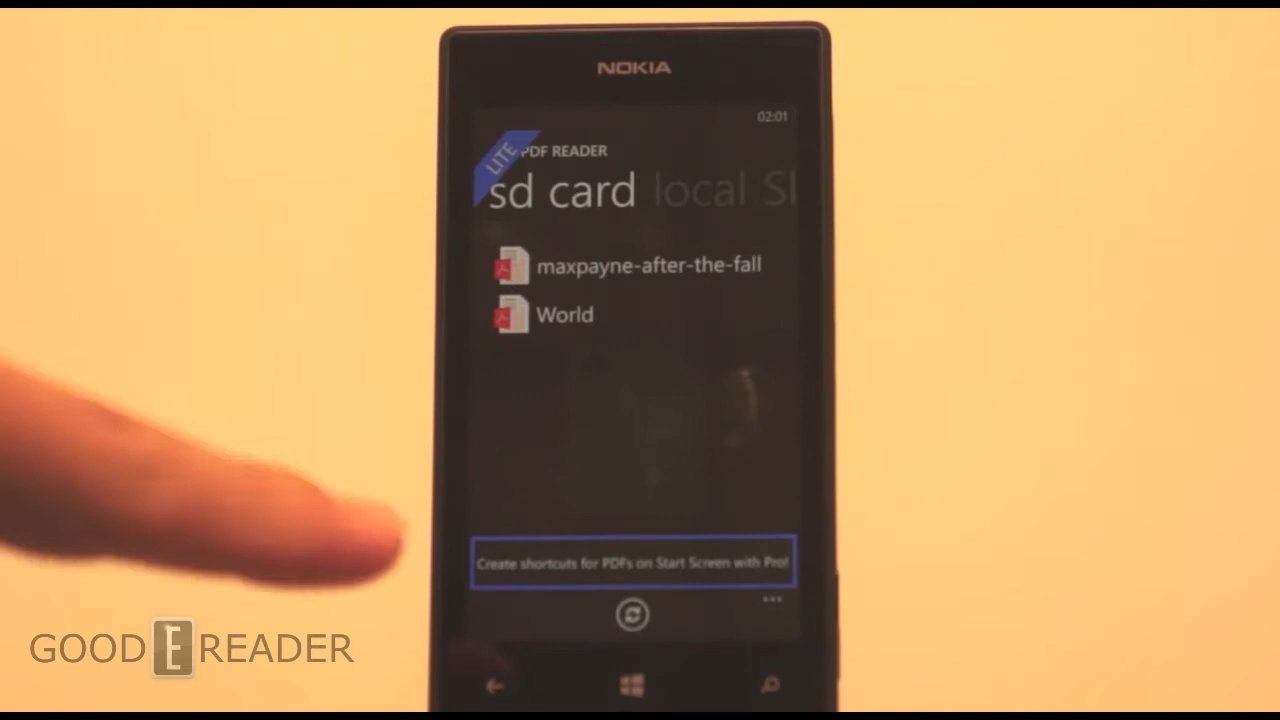 NOKIA
02:01
LITE
PDF READER
sd card local
maxpayne-after-the-fall
World
Create shortcuts for PDFs on Start Screen with Pro!
GOOD E READER